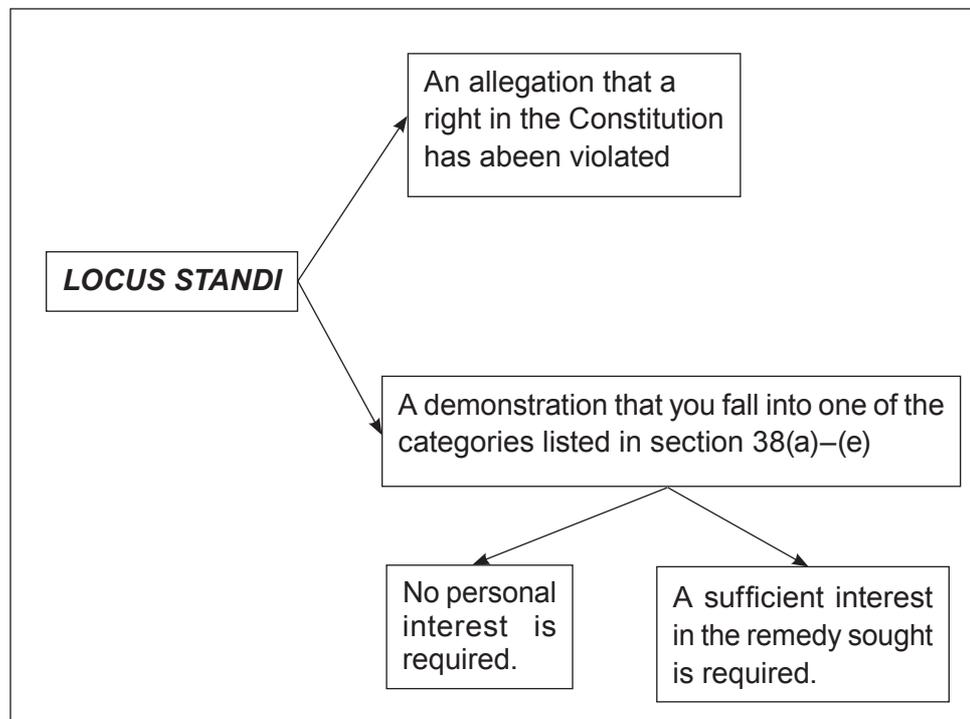 An allegation that a
right in the Constitution
has abeen violated
LOCUS STANDI
A demonstration that you fall into one of the
categories listed in section 38(a)–(e)
No personal
interest is
required.
A sufficient interest
in the remedy sought
is required.